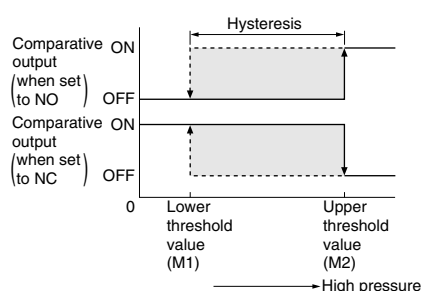 Hysteresis
Comparative
output
(when set
to NO)
ON
OFF
Comparative
output
(when set
to NC)
ON
OFF
0
Lower
threshold
value
(M1)
Upper
threshold
value
(M2)
High pressure